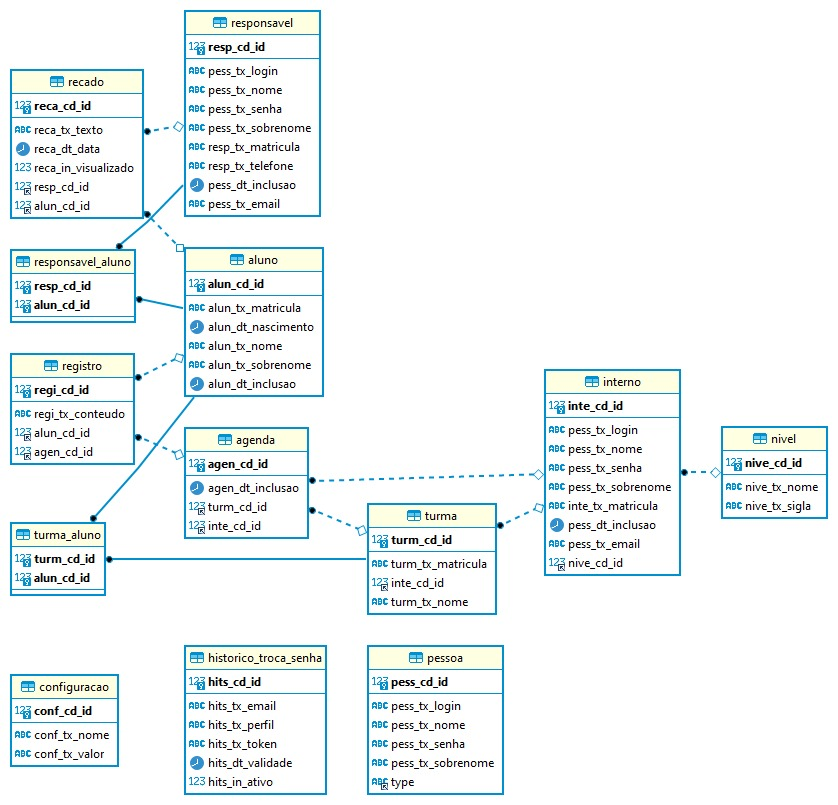 responsavel
resp_cd_id
pess_tx_login
pess_tx_nome
pess_tx_senha
pess_tx_sobrenome
resp_tx_matricula
resp_tx_telefone
pess_dt_inclusao
pess_tx_email
recado
reca_cd_id
reca_tx_texto
reca_dt_data
reca_in_visualizado
resp_cd_id
alun_cd_id
responsavel_aluno
resp_cd_id
alun_cd_id
aluno
alun_cd_id
alun_tx_matricula
alun_dt_nascimento
alun_tx_nome
alun_tx_sobrenome
alun_dt_inclusao
registro
regi_cd_id
regi_tx_conteudo
alun_cd_id
agen_cd_id
agenda
agen_cd_id
agen_dt_inclusao
turm_cd_id
inte_cd_id
interno
inte_cd_id
pess_tx_login
pess_tx_nome
pess_tx_senha
pess_tx_sobrenome
inte_tx_matricula
pess_dt_inclusao
pess_tx_email
nive_cd_id
nivel
nive_cd_id
nive_tx_nome
nive_tx_sigla
turma
turm_cd_id
turm_tx_matricula
inte_cd_id
turm_tx_nome
turma_aluno
turm_cd_id
alun_cd_id
configuracao
conf_cd_id
conf_tx_nome
conf_tx_valor
historico_troca_senha
hits_cd_id
hits_tx_email
hits_tx_perfil
hits_tx_token
hits_dt_validade
hits_in_ativo
pessoa
pess_cd_id
pess_tx_login
pess_tx_nome
pess_tx_senha
pess_tx_sobrenome
type